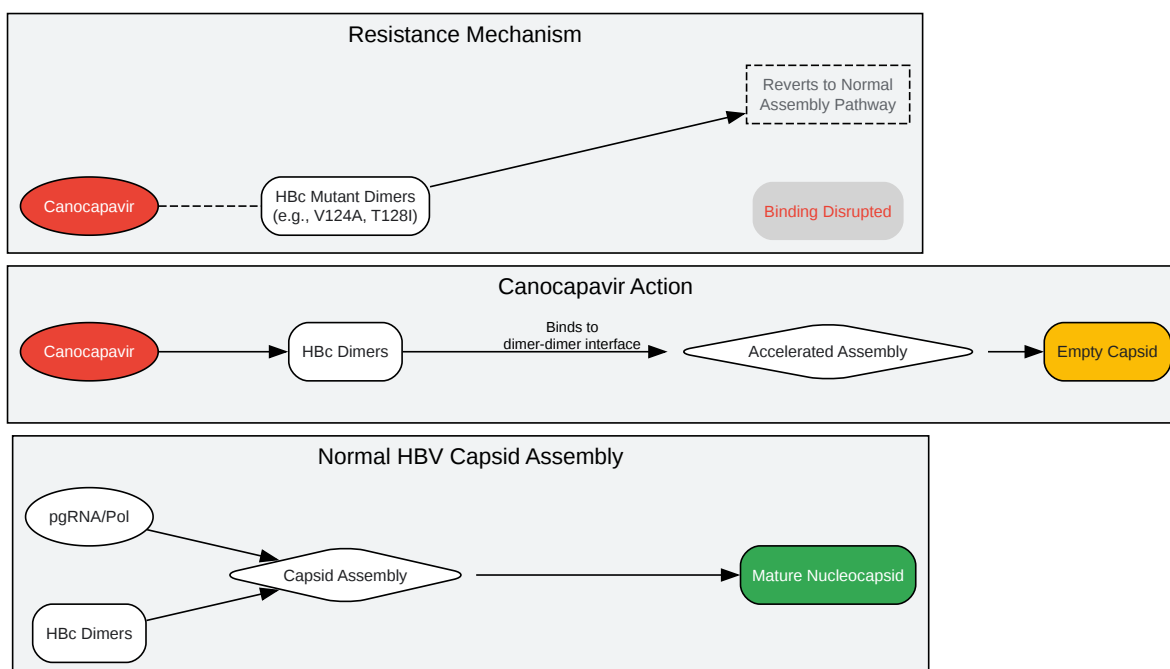 Resistance Mechanism
Reverts to Normal
Assembly Pathway
Canocapavir
HBc Mutant Dimers
(e.g., V124A, T128I)
Binding Disrupted
Canocapavir Action
Canocapavir
HBc Dimers
Binds to
dimer-dimer interface
Accelerated Assembly
Empty Capsid
Normal HBV Capsid Assembly
pgRNA/Pol
Capsid Assembly
Mature Nucleocapsid
HBc Dimers